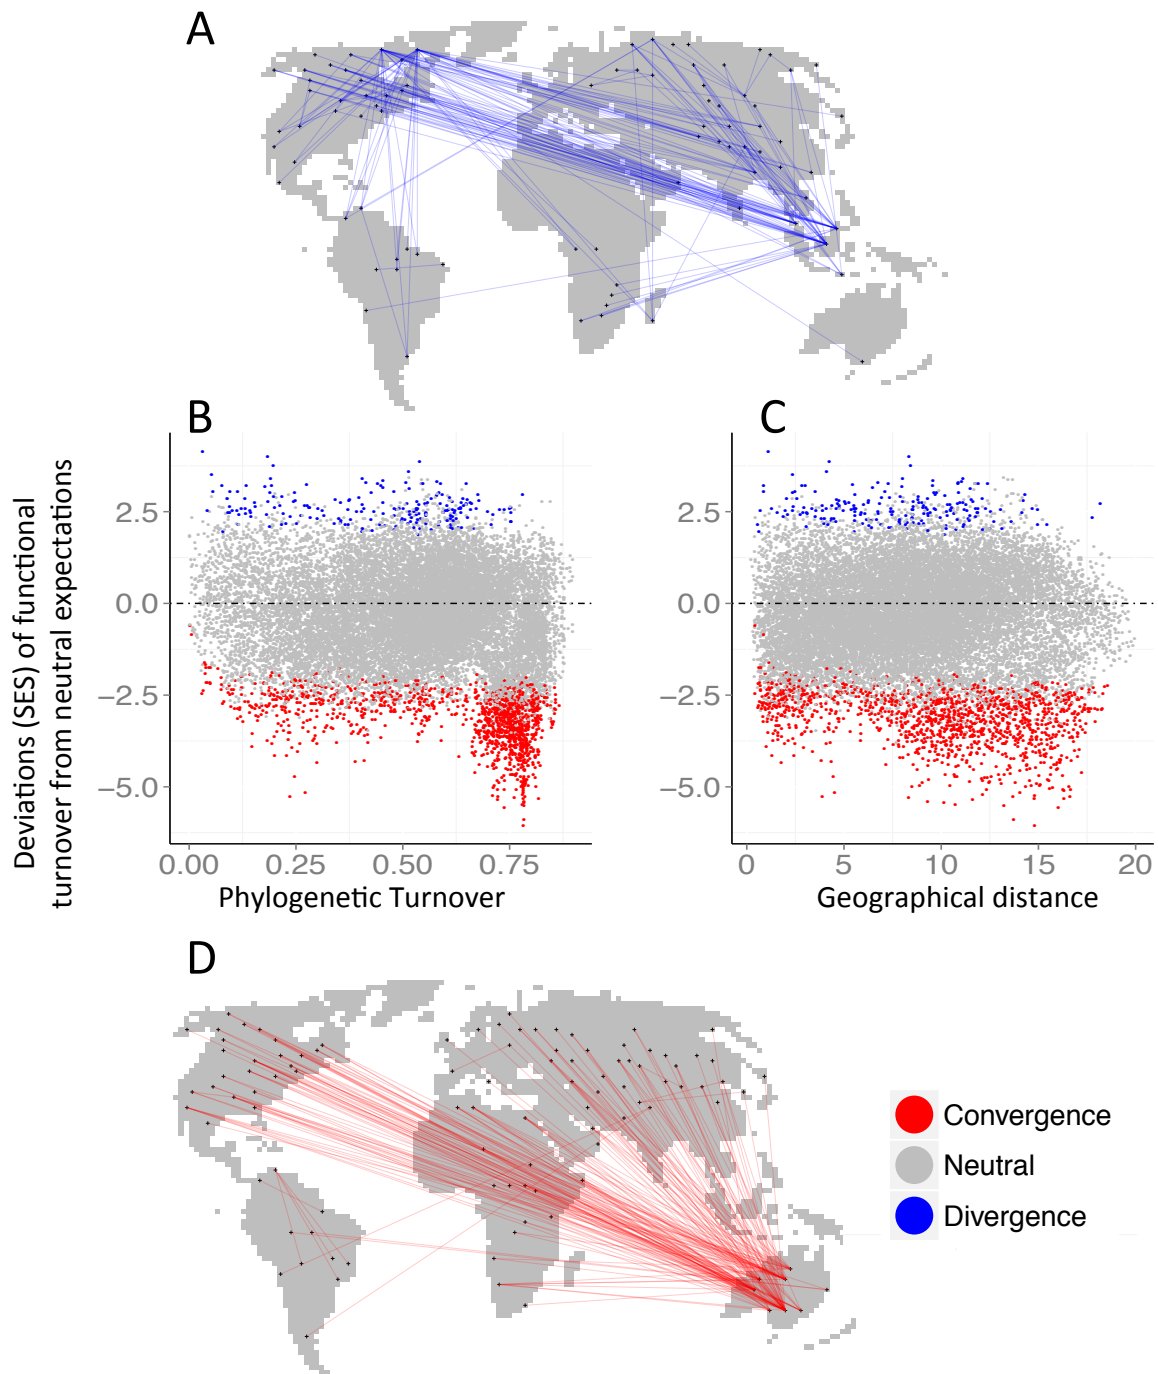 A
B
C
Deviations (SES) of functional
turnover from neutral expectations
2.5
0.0
−2.5
−5.0
0.00 0.25 0.50 0.75
Phylogenetic Turnover
2.5
0.0
−2.5
−5.0
0 5 10 15 20
Geographical distance
D
Convergence
Neutral
Divergence